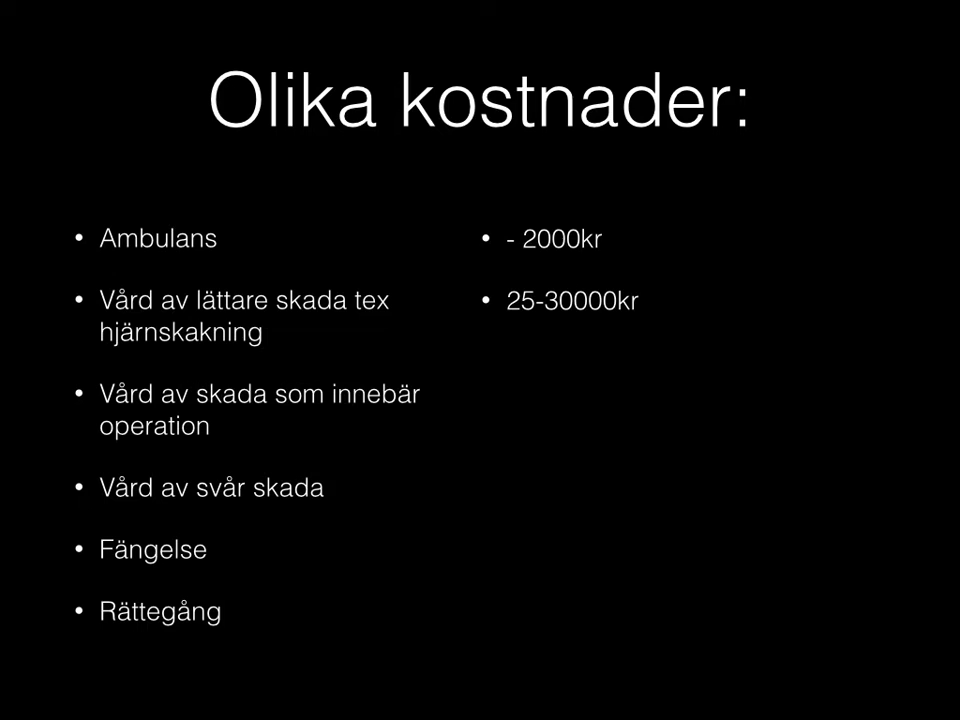 Olika kostnader:
• Ambulans
• Vård av lättare skada tex
hjärnskakning
• Vård av skada som innebär
operation
• Vård av svår skada
• Fängelse
• Rättegång
• - 2000kr
• 25-30000kr